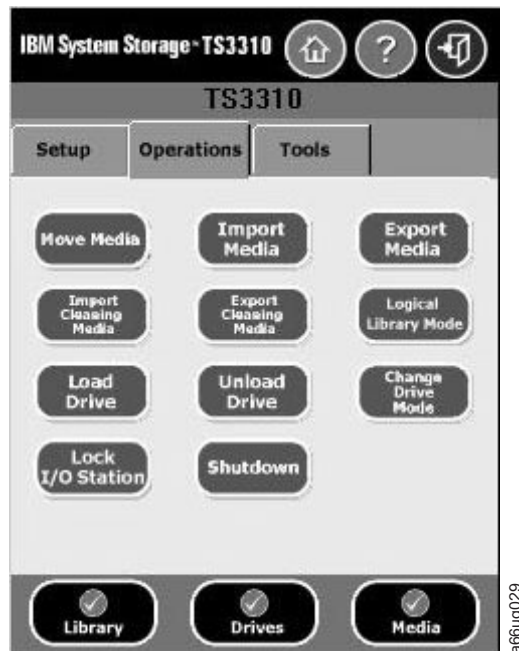 IBM System Storage™ TS3310
?
TS3310
Setup Operations Tools
Move Media
Import
Media
Export
Media
Import
Cleaning
Media
Export
Cleaning
Media
Logical
Library Mode
Load
Drive
Unload
Drive
Change
Drive
Mode
Lock
I/O Station
Shutdown
Library
Drives
Media
a66ug029